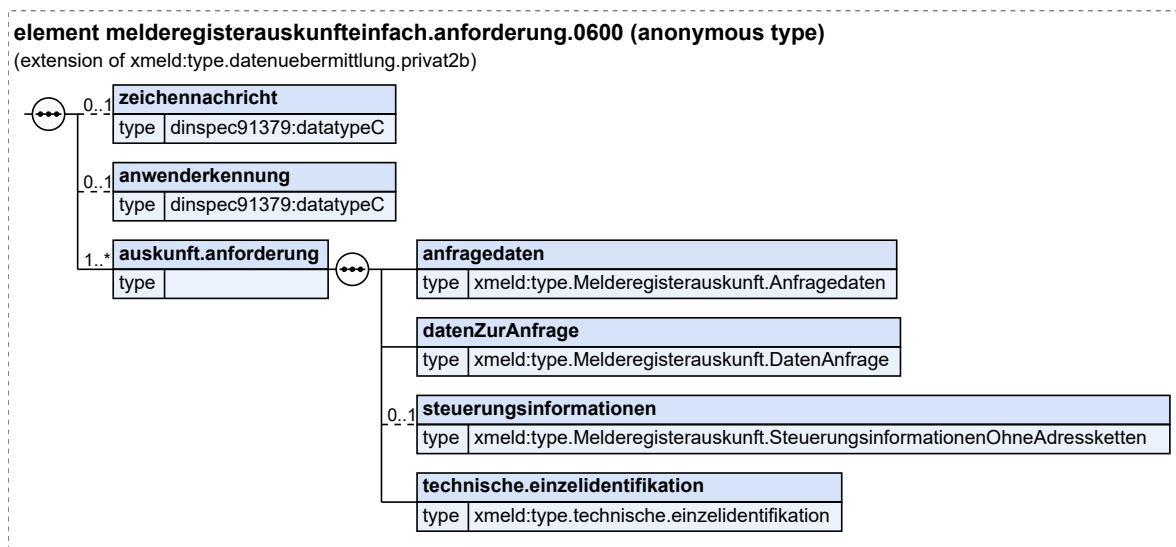 element melderegisterauskunfteinfach.anforderung.0600 (anonymous type)
(extension of xmeld:type.datenuebermittlung.privat2b)
0..1
zeichennachricht
type dinspec91379:datatypeC
0..1
anwenderkennung
type dinspec91379:datatypeC
1..*
auskunft.anforderung
type
anfragedaten
type xmeld:type.Melderegisterauskunft.Anfragedaten
datenZurAnfrage
type xmeld:type.Melderegisterauskunft.DatenAnfrage
0..1
steuerungsinformationen
type xmeld:type.Melderegisterauskunft.SteuerungsinformationenOhneAdressketten
technische.einzelidentifikation
type xmeld:type.technische.einzelidentifikation